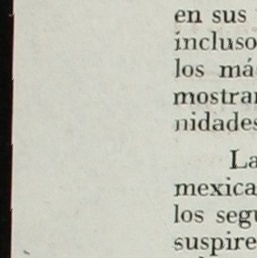 en sus
incluso
los má
mostrar
nidades
La
mexica
los segu
suspire